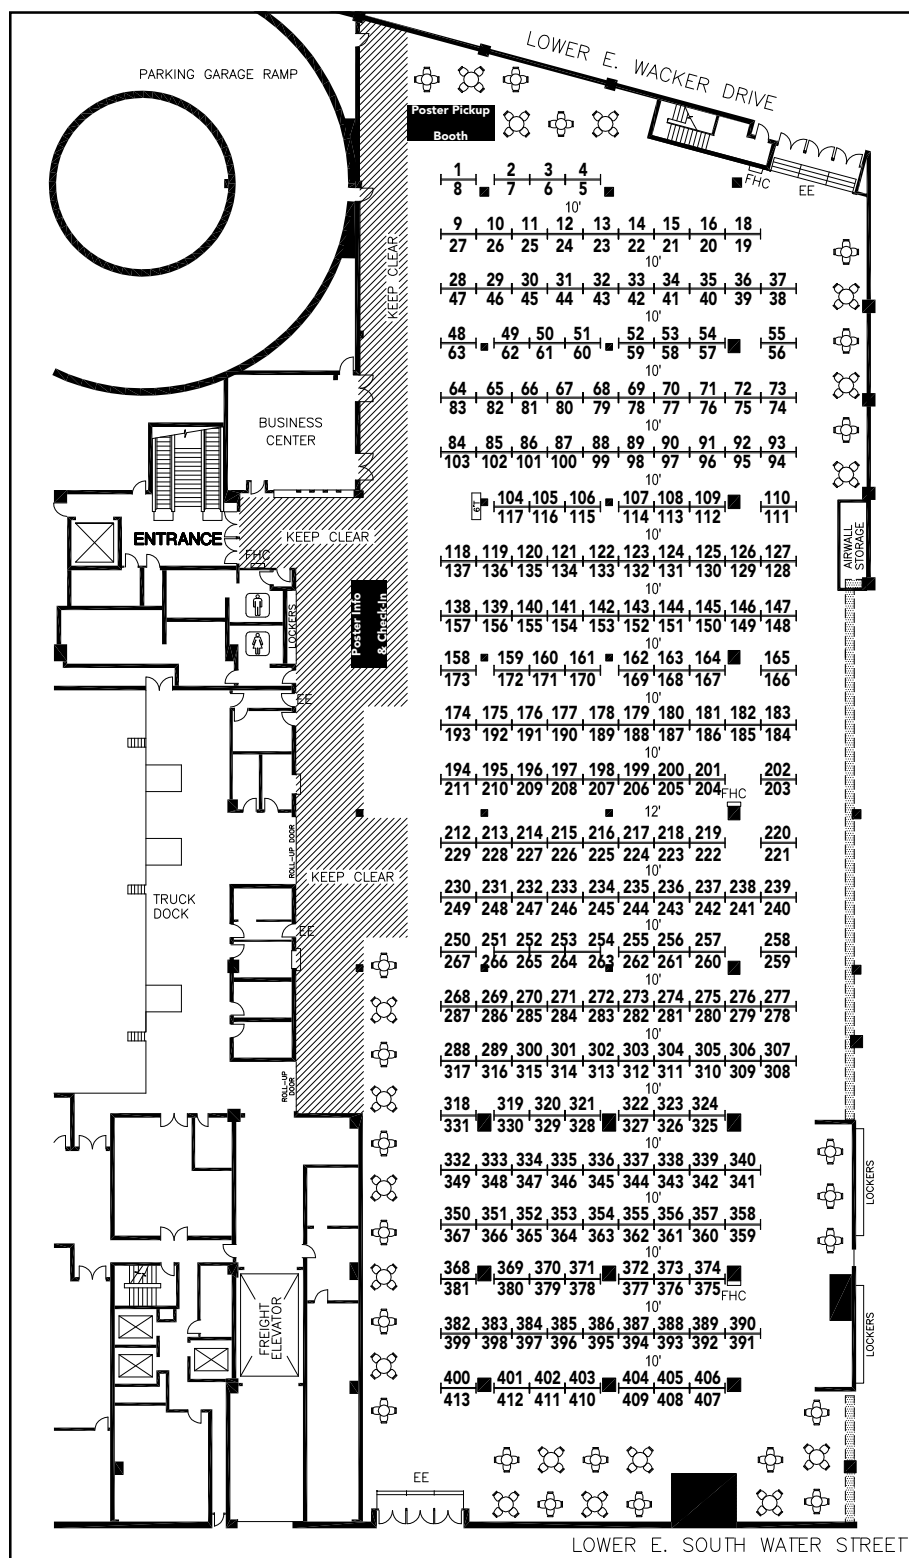 LOWER E. WACKER DRIVE
PARKING GARAGE RAMP
Poster Pickup
Booth
FHC
EE
1 2 3 4
8 7 6 5
10'
9 10 11 12 13 14 15 16 18
27 26 25 24 23 22 21 20 19
10'
KEEP CLEAR
28 29 30 31 32 33 34 35 36 37
47 46 45 44 43 42 41 40 39 38
10'
48 49 50 51 52 53 54 55
63 62 61 60 59 58 57 56
10'
64 65 66 67 68 69 70 71 72 73
83 82 81 80 79 78 77 76 75 74
BUSINESS
CENTER
10'
84 85 86 87 88 89 90 91 92 93
103 102 101 100 99 98 97 96 95 94
10'
6'
104 105 106 107 108 109 110
117 116 115 114 113 112 111
AIRWALL
STORAGE
ENTRANCE
KEEP CLEAR
10'
FHC
118 119 120 121 122 123 124 125 126 127
137 136 135 134 133 132 131 130 129 128
10'
LOCKERS
Poster Info
& Check-In
138 139 140 141 142 143 144 145 146 147
157 156 155 154 153 152 151 150 149 148
10'
158 159 160 161 162 163 164 165
173 172 171 170 169 168 167 166
EE
10'
174 175 176 177 178 179 180 181 182 183
193 192 191 190 189 188 187 186 185 184
10'
194 195 196 197 198 199 200 201 202
211 210 209 208 207 206 205 204 203
FHC
12'
ROLL-UP DOOR
212 213 214 215 216 217 218 219 220
229 228 227 226 225 224 223 222 221
10'
KEEP CLEAR
230 231 232 233 234 235 236 237 238 239
249 248 247 246 245 244 243 242 241 240
TRUCK
DOCK
10'
EE
250 251 252 253 254 255 256 257 258
267 266 265 264 263 262 261 260 259
10'
268 269 270 271 272 273 274 275 276 277
287 286 285 284 283 282 281 280 279 278
10'
288 289 300 301 302 303 304 305 306 307
317 316 315 314 313 312 311 310 309 308
ROLL-UP
DOOR
10'
318 319 320 321 322 323 324
331 330 329 328 327 326 325
10'
332 333 334 335 336 337 338 339 340
349 348 347 346 345 344 343 342 341
LOCKERS
10'
350 351 352 353 354 355 356 357 358
367 366 365 364 363 362 361 360 359
10'
368 369 370 371 372 373 374
381 380 379 378 377 376 375
FHC
10'
FREIGHT
ELEVATOR
382 383 384 385 386 387 388 389 390
399 398 397 396 395 394 393 392 391
LOCKERS
10'
400 401 402 403 404 405 406
413 412 411 410 409 408 407
EE
LOWER E. SOUTH WATER STREET